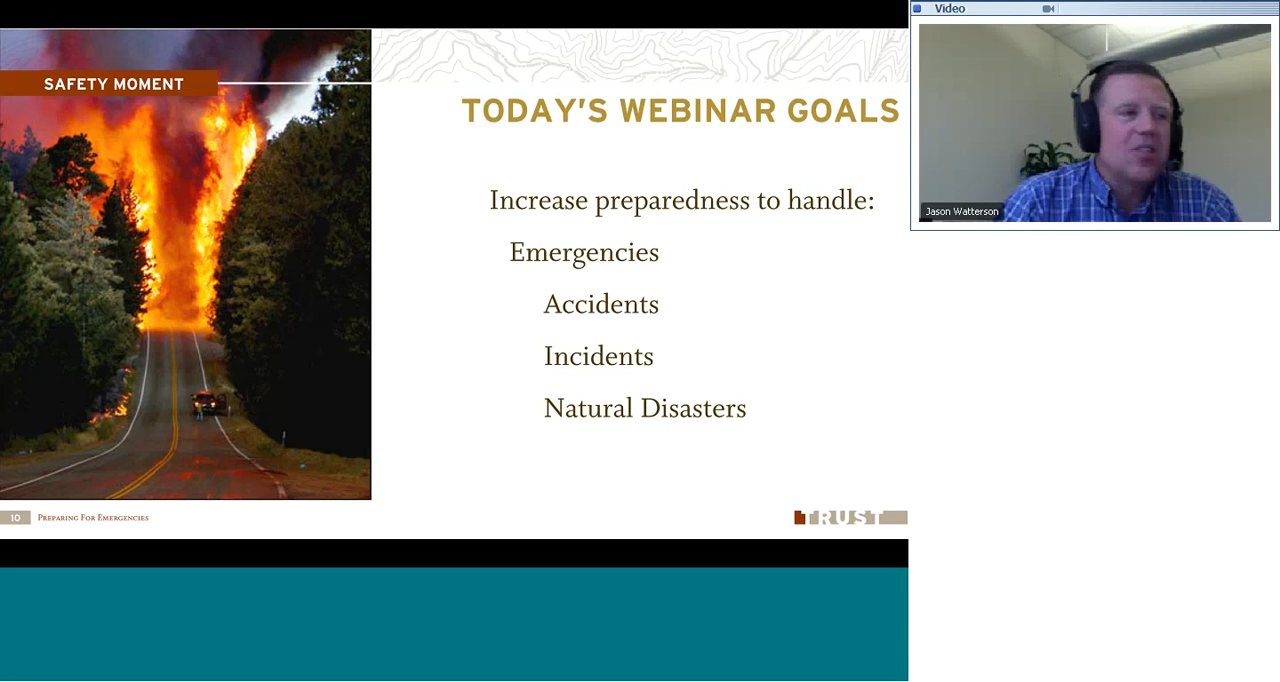 SAFETY MOMENT
TODAY'S WEBINAR GOALS
Increase preparedness to handle:
Emergencies
Accidents
Incidents
Natural Disasters
10 Preparing For Emergencies
TRUST
Video
Jason Watterson